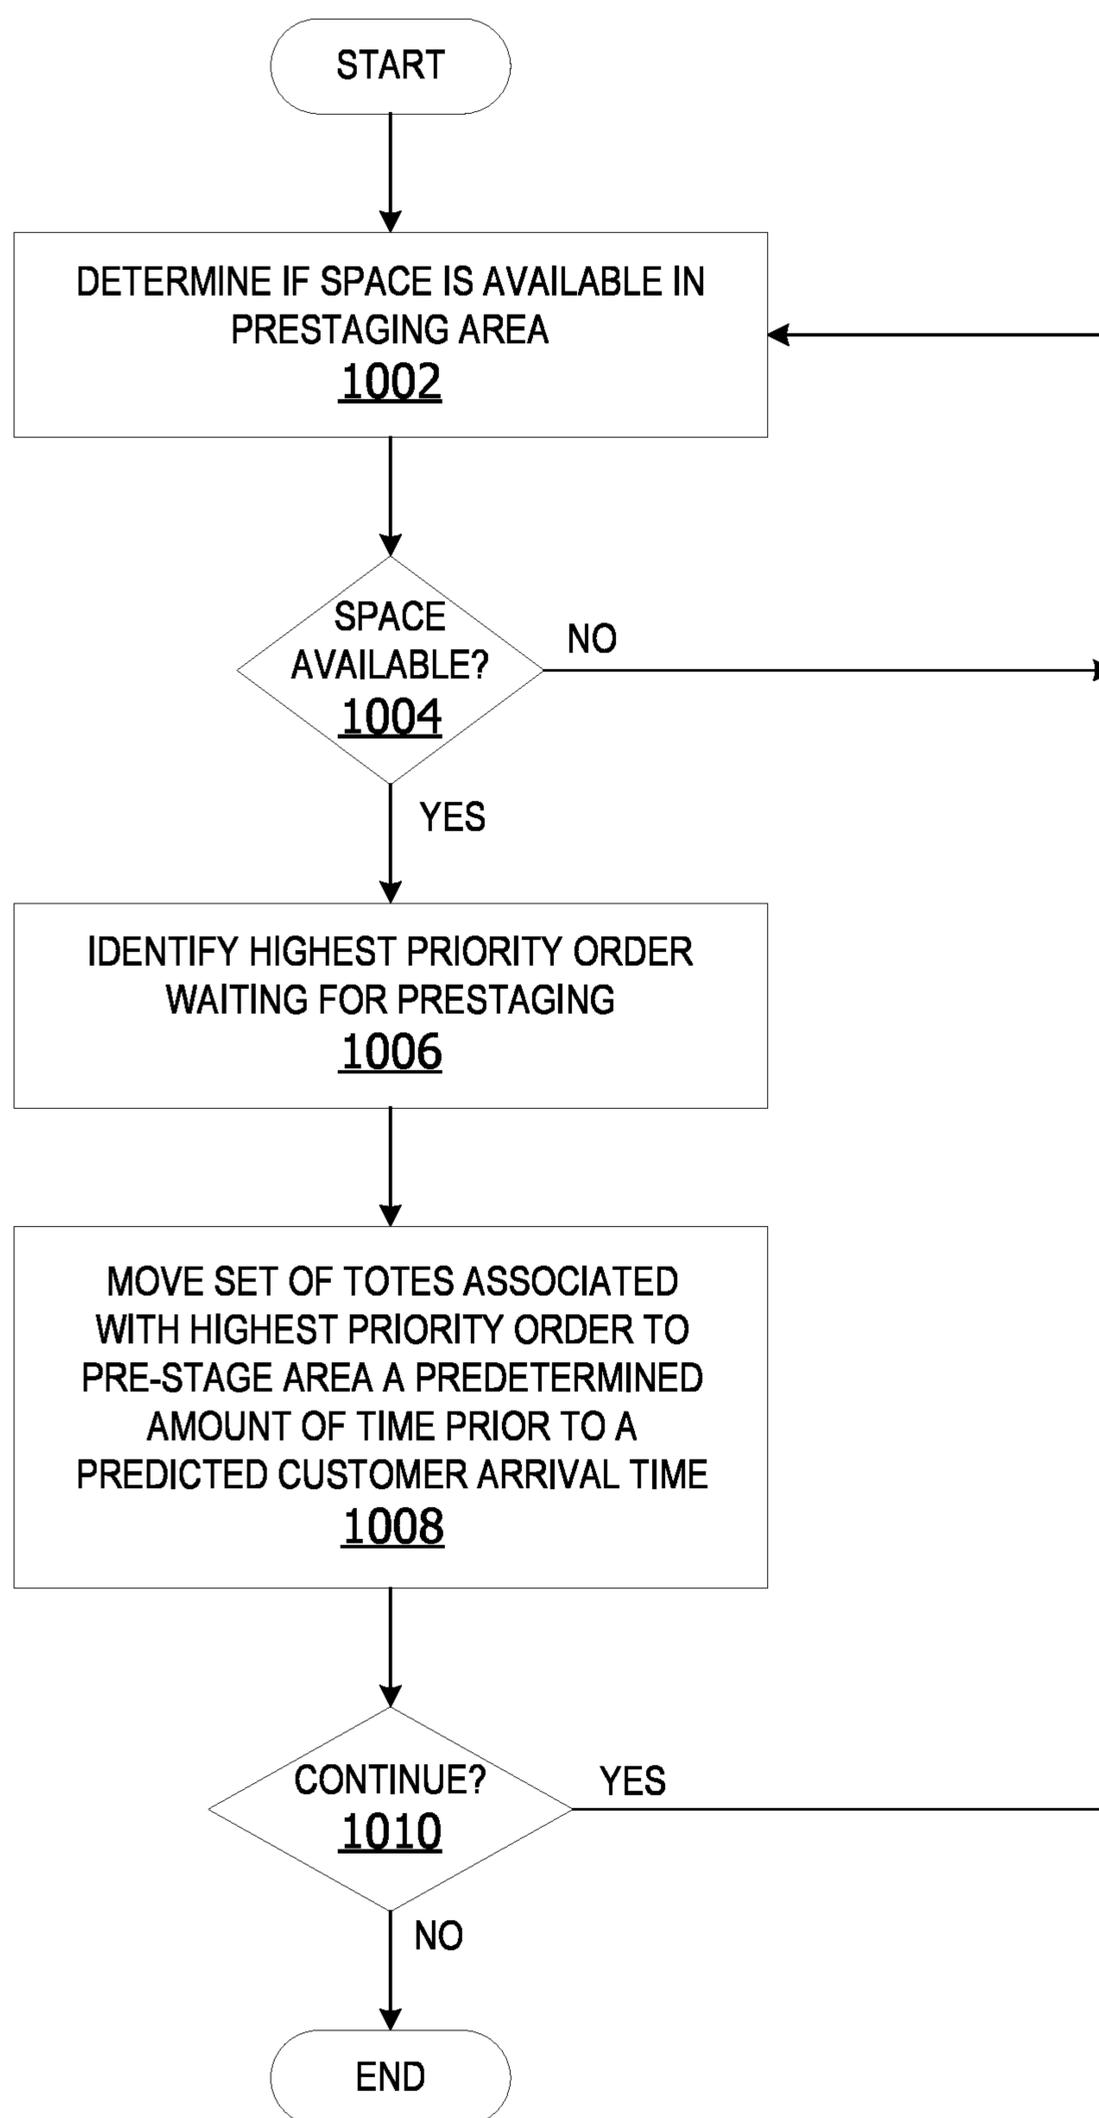 START
DETERMINE IF SPACE IS AVAILABLE IN
PRESTAGING AREA
1002
SPACE
AVAILABLE?
1004
NO
YES
IDENTIFY HIGHEST PRIORITY ORDER
WAITING FOR PRESTAGING
1006
MOVE SET OF TOTES ASSOCIATED
WITH HIGHEST PRIORITY ORDER TO
PRE-STAGE AREA A PREDETERMINED
AMOUNT OF TIME PRIOR TO A
PREDICTED CUSTOMER ARRIVAL TIME
1008
CONTINUE?
1010
YES
NO
END